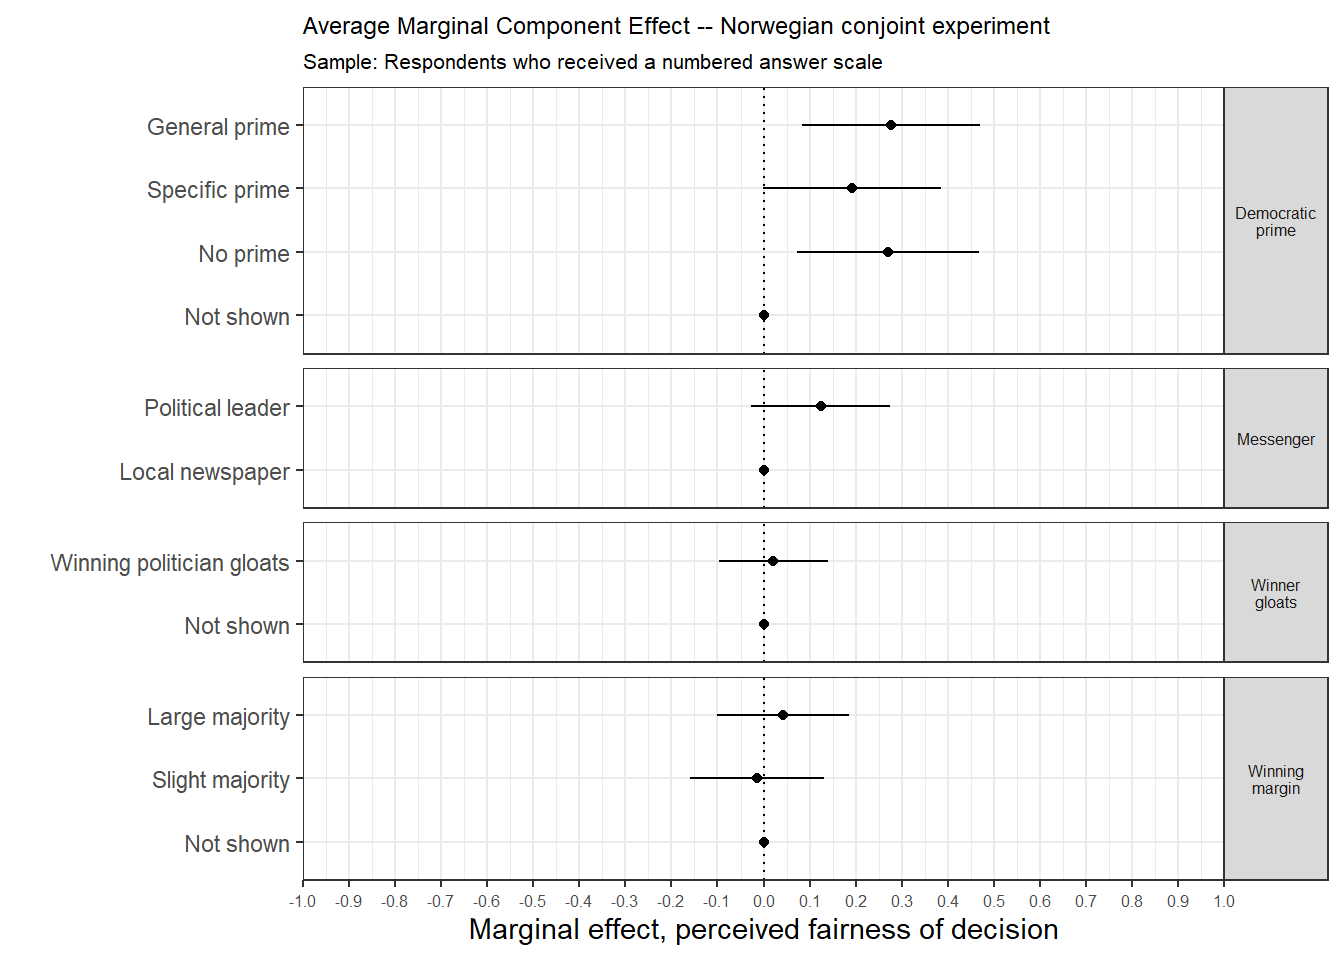 Average Marginal Component Effect -- Norwegian conjoint experiment
Sample: Respondents who received a numbered answer scale
General prime
Specific prime
No prime
Not shown
Democratic
prime
Political leader
Local newspaper
Messenger
Winning politician gloats
Not shown
Winner
gloats
Large majority
Slight majority
Not shown
Winning
margin
-1.0 -0.9 -0.8 -0.7 -0.6 -0.5 -0.4 -0.3 -0.2 -0.1 0.0 0.1 0.2 0.3 0.4 0.5 0.6 0.7 0.8 0.9 1.0
Marginal effect, perceived fairness of decision